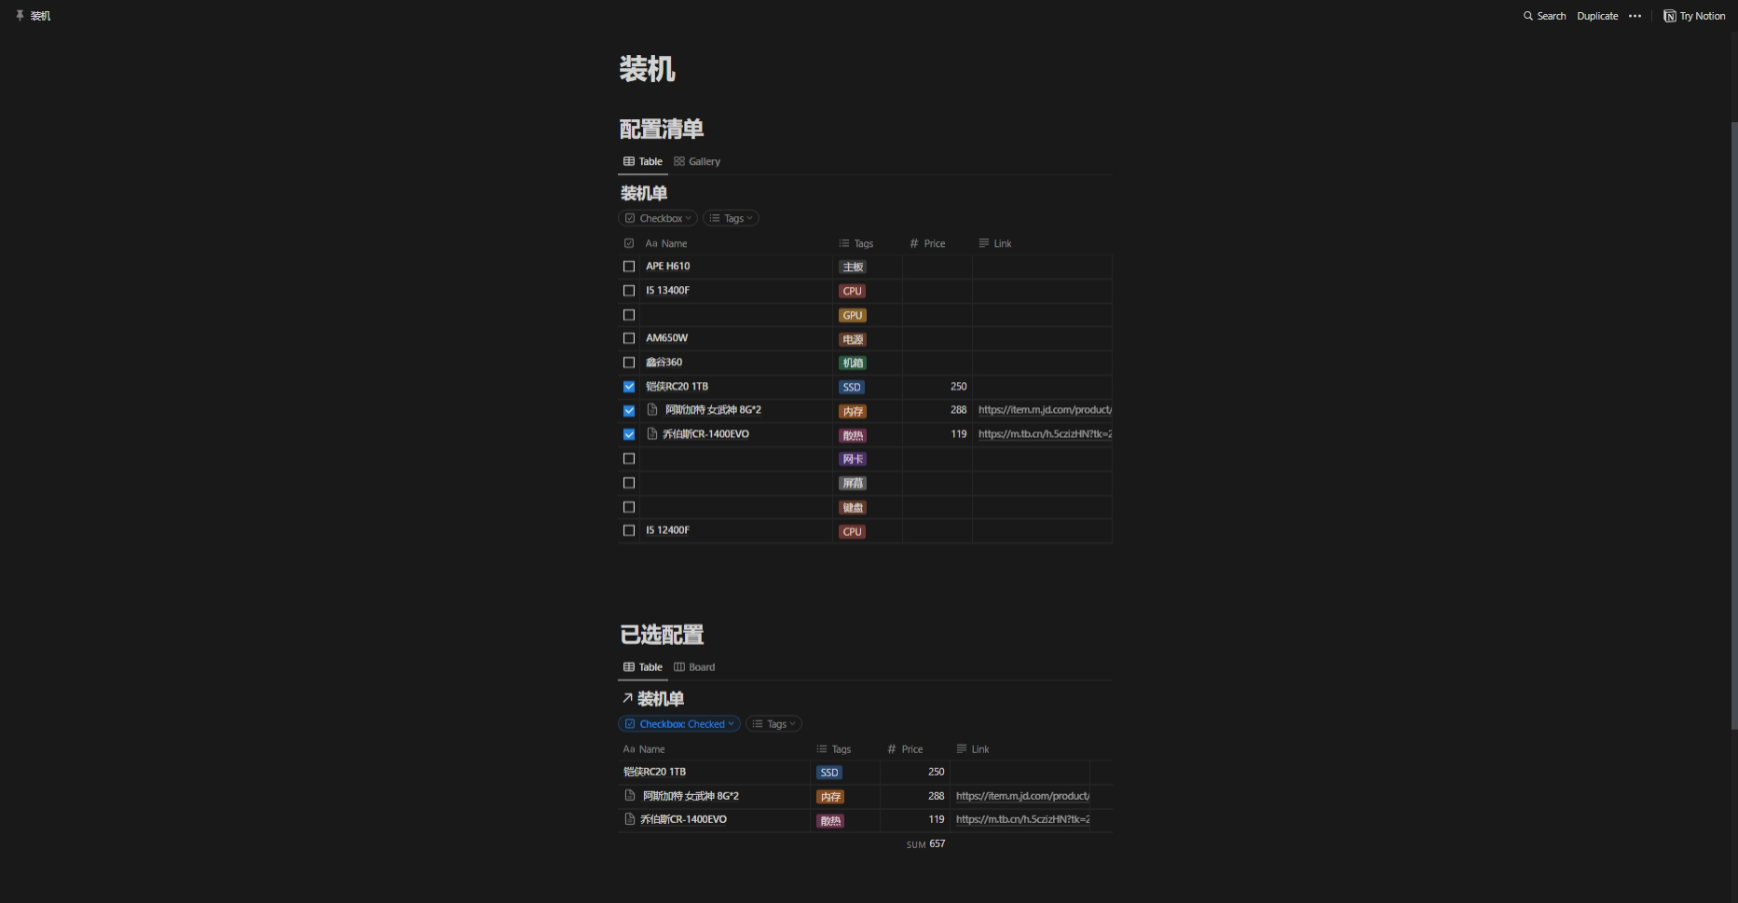 装机
Search Duplicate ••• Try Notion
装机
配置清单
Table Gallery
装机单
Checkbox Tags
Aa Name Tags # Price Link
APE H610 主板
I5 13400F CPU
GPU
AM650W 电源
鑫谷360 机箱
铠侠RC20 1TB SSD 250
阿斯加特 女武神 8G*2 内存 288 https://item.m.jd.com/product/
乔伯斯CR-1400EVO 散热 119 https://m.tb.cn/h.5czizHN?tk=2
网卡
屏幕
键盘
I5 12400F CPU
已选配置
Table Board
装机单
Checkbox: Checked Tags
Aa Name Tags # Price Link
铠侠RC20 1TB SSD 250
阿斯加特 女武神 8G*2 内存 288 https://item.m.jd.com/product/
乔伯斯CR-1400EVO 散热 119 https://m.tb.cn/h.5czizHN?tk=2
SUM 657